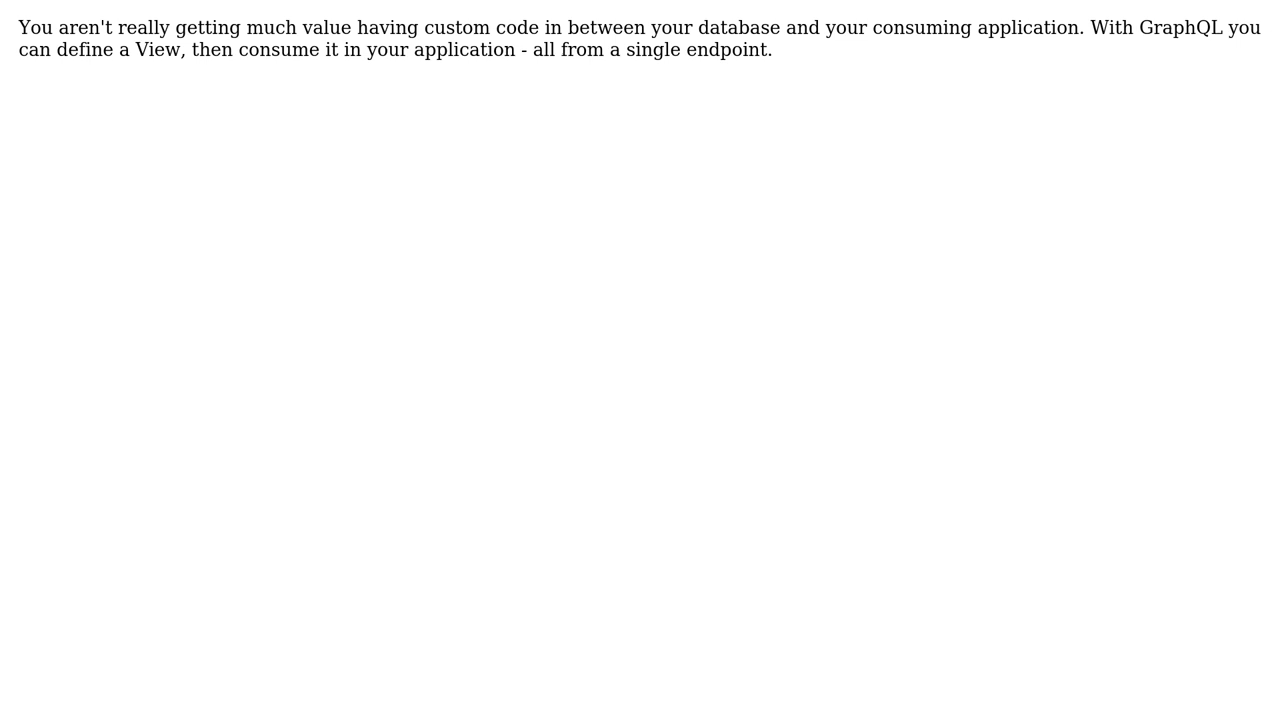 You aren't really getting much value having custom code in between your database and your consuming application. With GraphQL you
can define a View, then consume it in your application - all from a single endpoint.